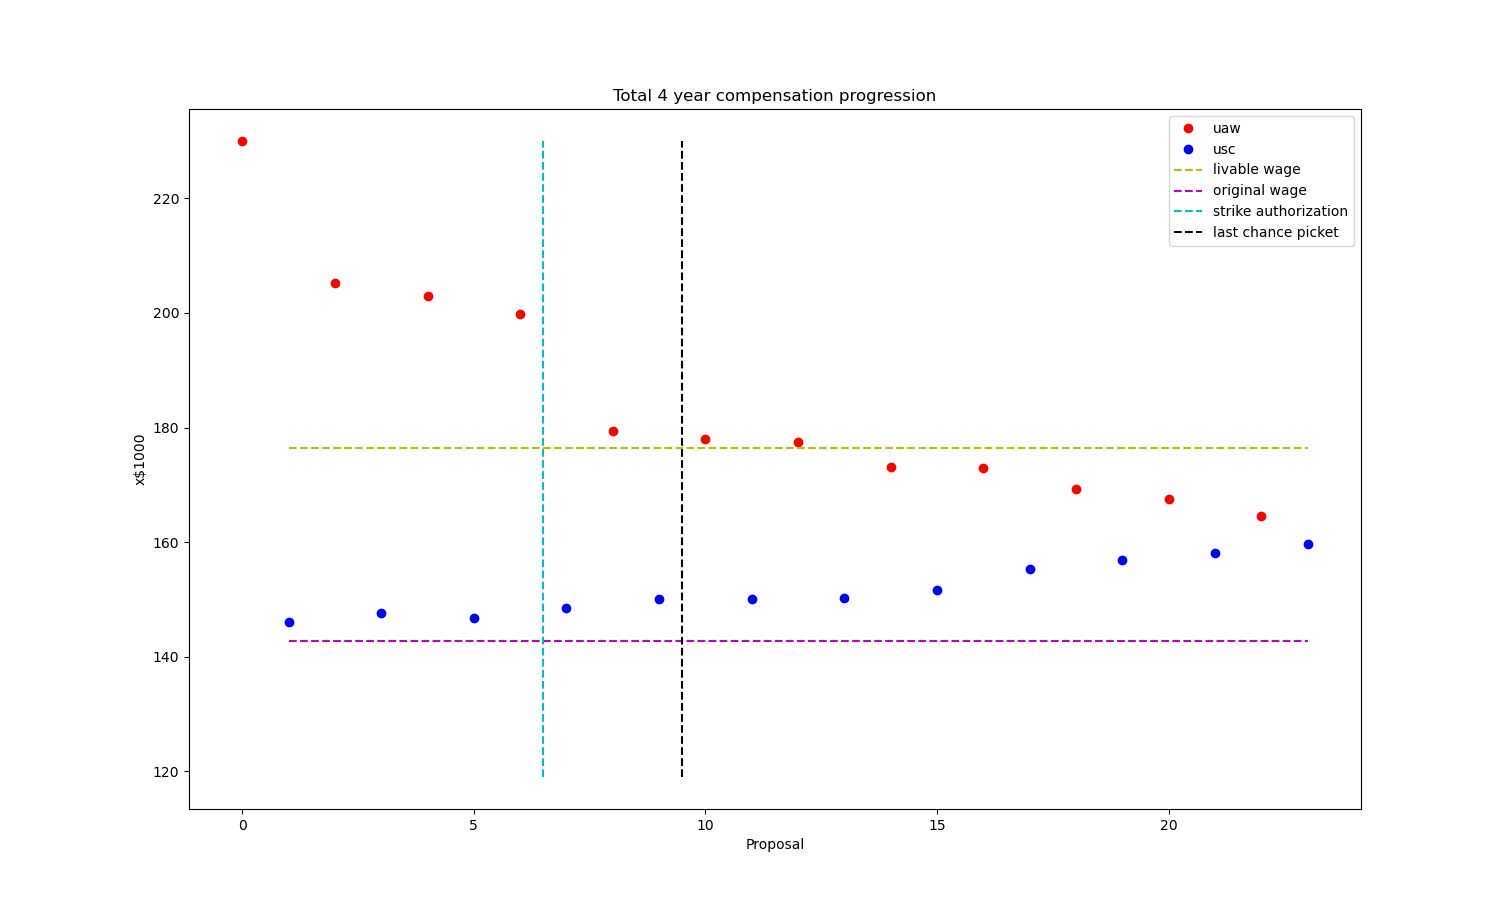 Total 4 year compensation progression
uaw
usc
livable wage
original wage
strike authorization
last chance picket
220
200
180
160
140
120
x$1000
0 5 10 15 20
Proposal